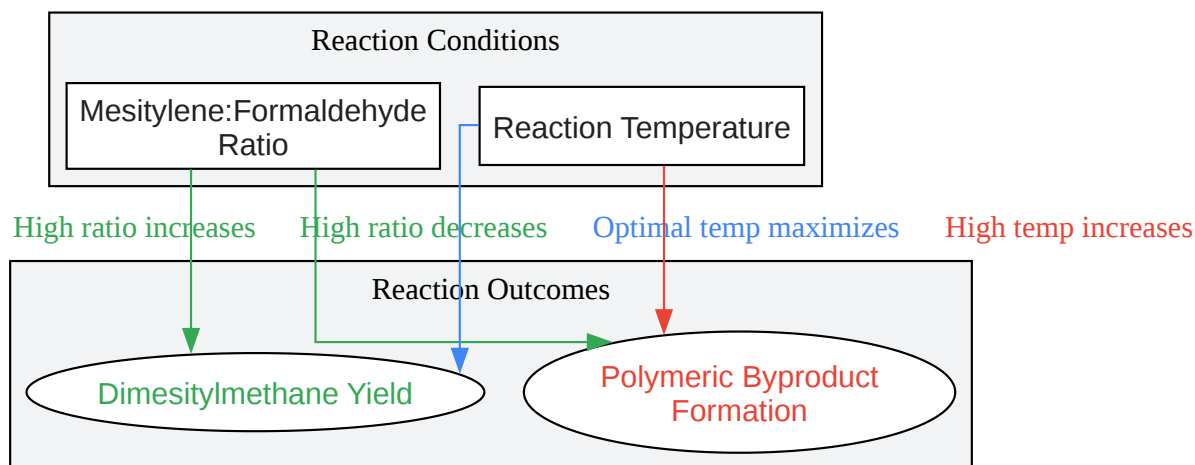 Reaction Conditions
Mesitylene:Formaldehyde
Ratio
Reaction Temperature
High ratio increases
High ratio decreases
Optimal temp maximizes
High temp increases
Reaction Outcomes
Dimesitylmethane Yield
Polymeric Byproduct
Formation